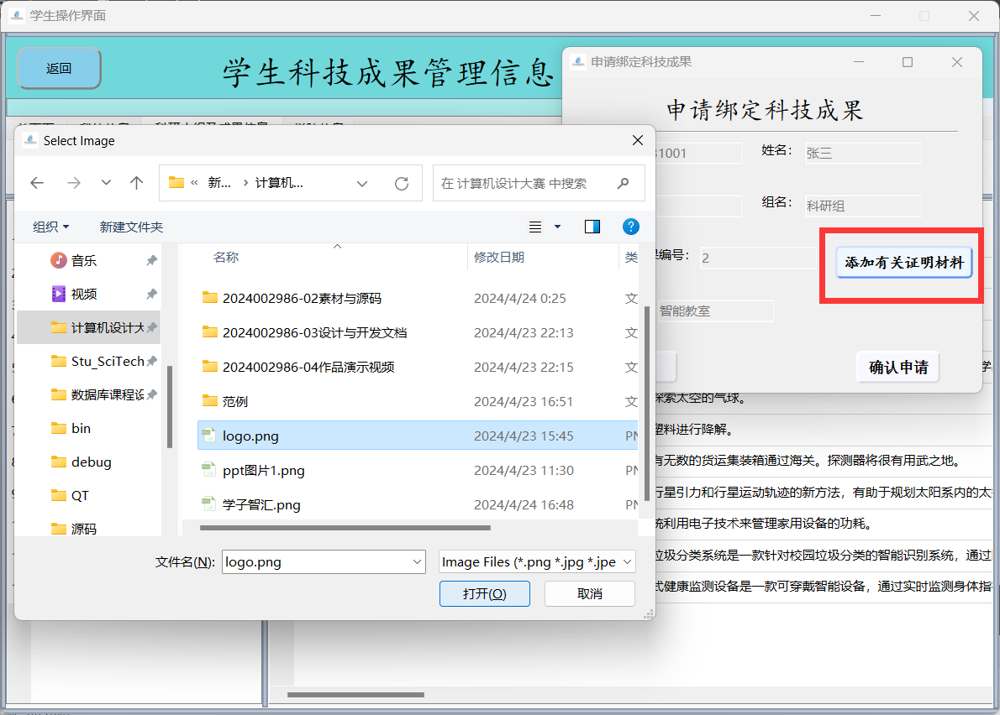 学生操作界面
返回
学生科技成果管理信息
申请绑定科技成果
申请绑定科技成果
1001
姓名：
张三
组名：
科研组
编号：
2
添加有关证明材料
智能教室
确认申请
Select Image
« 新... › 计算机...
在 计算机设计大赛 中搜索
组织
新建文件夹
?
音乐
视频
计算机设计大
Stu_SciTech
数据库课程设
bin
debug
QT
源码
名称 修改日期 类
2024002986-02素材与源码 2024/4/24 0:25 文
2024002986-03设计与开发文档 2024/4/23 22:13 文
2024002986-04作品演示视频 2024/4/23 22:15 文
范例 2024/4/23 16:51 文
logo.png 2024/4/23 15:45 PN
ppt图片1.png 2024/4/23 11:30 PN
学子智汇.png 2024/4/24 16:48 PN
文件名(N):
logo.png
Image Files (*.png *.jpg *.jpe
打开(O)
取消
探索太空的气球。
塑料进行降解。
有无数的货运集装箱通过海关。探测器将很有用武之地。
行星引力和行星运动轨迹的新方法，有助于规划太阳系内的太
统利用电子技术来管理家用设备的功耗。
垃圾分类系统是一款针对校园垃圾分类的智能识别系统，通过
式健康监测设备是一款可穿戴智能设备，通过实时监测身体指